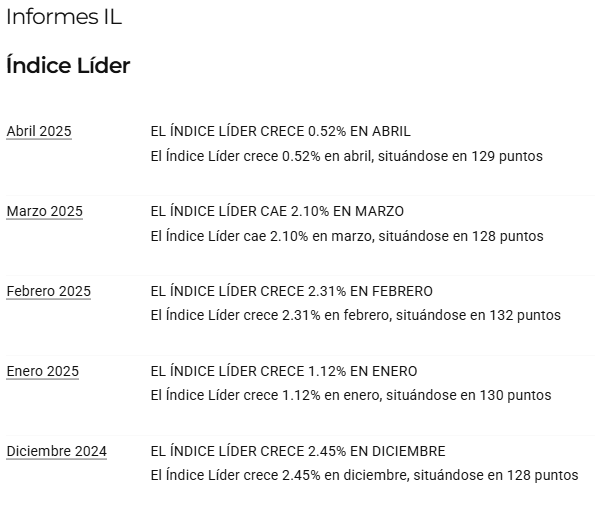 Informes IL
Índice Líder
Abril 2025
EL ÍNDICE LÍDER CRECE 0.52% EN ABRIL
El Índice Líder crece 0.52% en abril, situándose en 129 puntos
Marzo 2025
EL ÍNDICE LÍDER CAE 2.10% EN MARZO
El Índice Líder cae 2.10% en marzo, situándose en 128 puntos
Febrero 2025
EL ÍNDICE LÍDER CRECE 2.31% EN FEBRERO
El Índice Líder crece 2.31% en febrero, situándose en 132 puntos
Enero 2025
EL ÍNDICE LÍDER CRECE 1.12% EN ENERO
El Índice Líder crece 1.12% en enero, situándose en 130 puntos
Diciembre 2024
EL ÍNDICE LÍDER CRECE 2.45% EN DICIEMBRE
El Índice Líder crece 2.45% en diciembre, situándose en 128 puntos